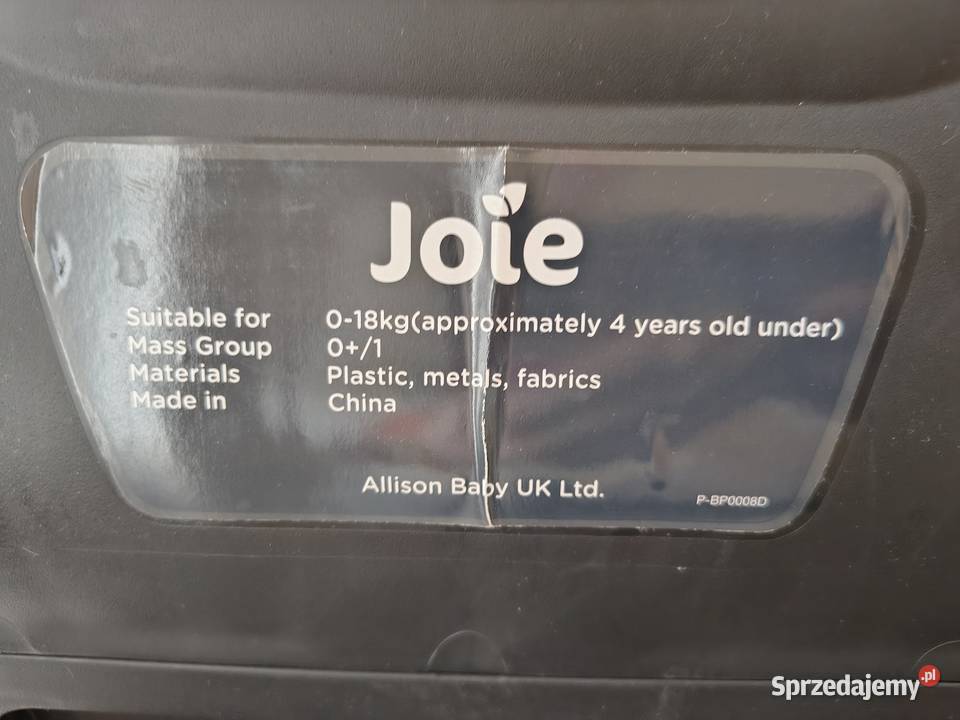 Joie
Suitable for 0-18kg(approximately 4 years old under)
Mass Group 0+/1
Materials Plastic, metals, fabrics
Made in China
Allison Baby UK Ltd.
P-BP0008D
Sprzedajemy.pl